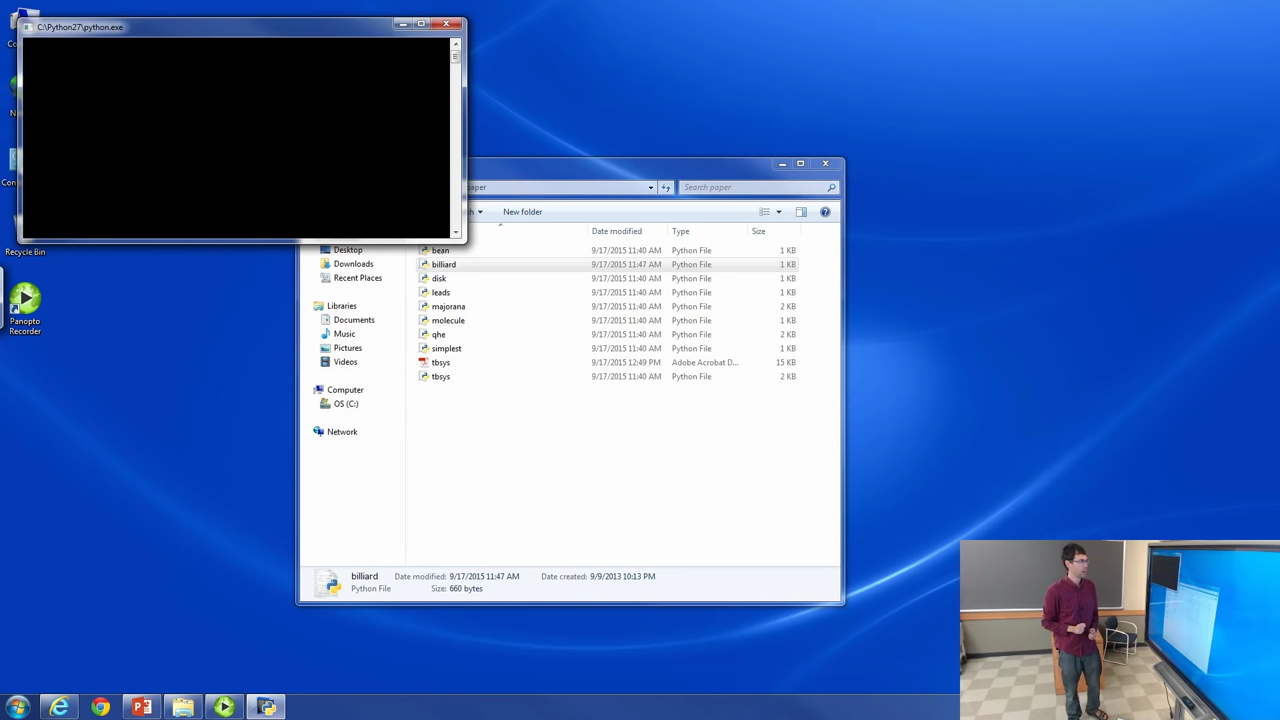 C:\Python27\python.exe
Recycle Bin
Panopto
Recorder
paper
Search paper
New folder
Date modified
Type
Size
Desktop
Downloads
Recent Places
Libraries
Documents
Music
Pictures
Videos
Computer
OS (C:)
Network
bean 9/17/2015 11:40 AM Python File 1 KB
billiard 9/17/2015 11:47 AM Python File 1 KB
disk 9/17/2015 11:40 AM Python File 1 KB
leads 9/17/2015 11:40 AM Python File 1 KB
majorana 9/17/2015 11:40 AM Python File 2 KB
molecule 9/17/2015 11:40 AM Python File 1 KB
qhe 9/17/2015 11:40 AM Python File 2 KB
simplest 9/17/2015 11:40 AM Python File 1 KB
tbsys 9/17/2015 12:49 PM Adobe Acrobat D... 15 KB
tbsys 9/17/2015 11:40 AM Python File 2 KB
billiard Date modified: 9/17/2015 11:47 AM Date created: 9/9/2013 10:13 PM
Python File Size: 660 bytes